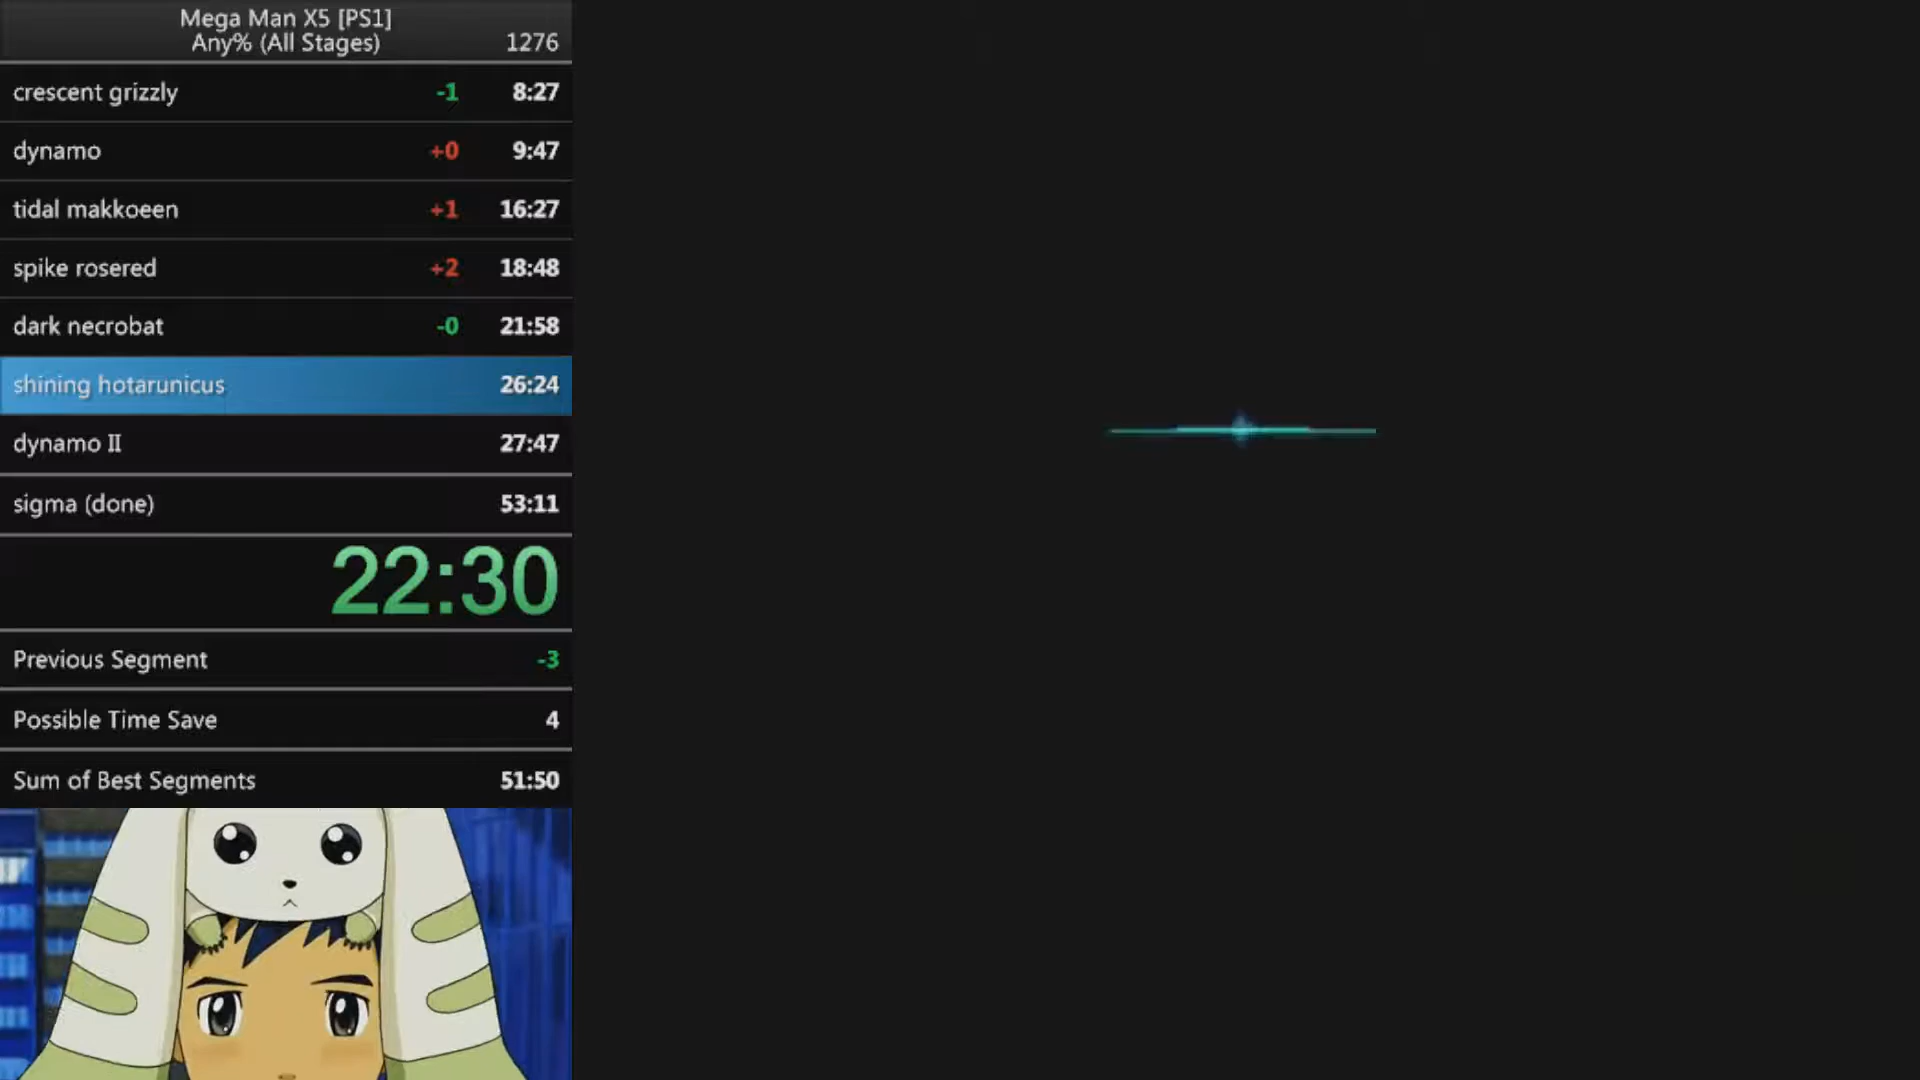 Mega Man X5 [PS1]
Any% (All Stages) 1276
crescent grizzly -1 8:27
dynamo +0 9:47
tidal makkoeen +1 16:27
spike rosered +2 18:48
dark necrobat -0 21:58
shining hotarunicus 26:24
dynamo II 27:47
sigma (done) 53:11
22:30
Previous Segment -3
Possible Time Save 4
Sum of Best Segments 51:50